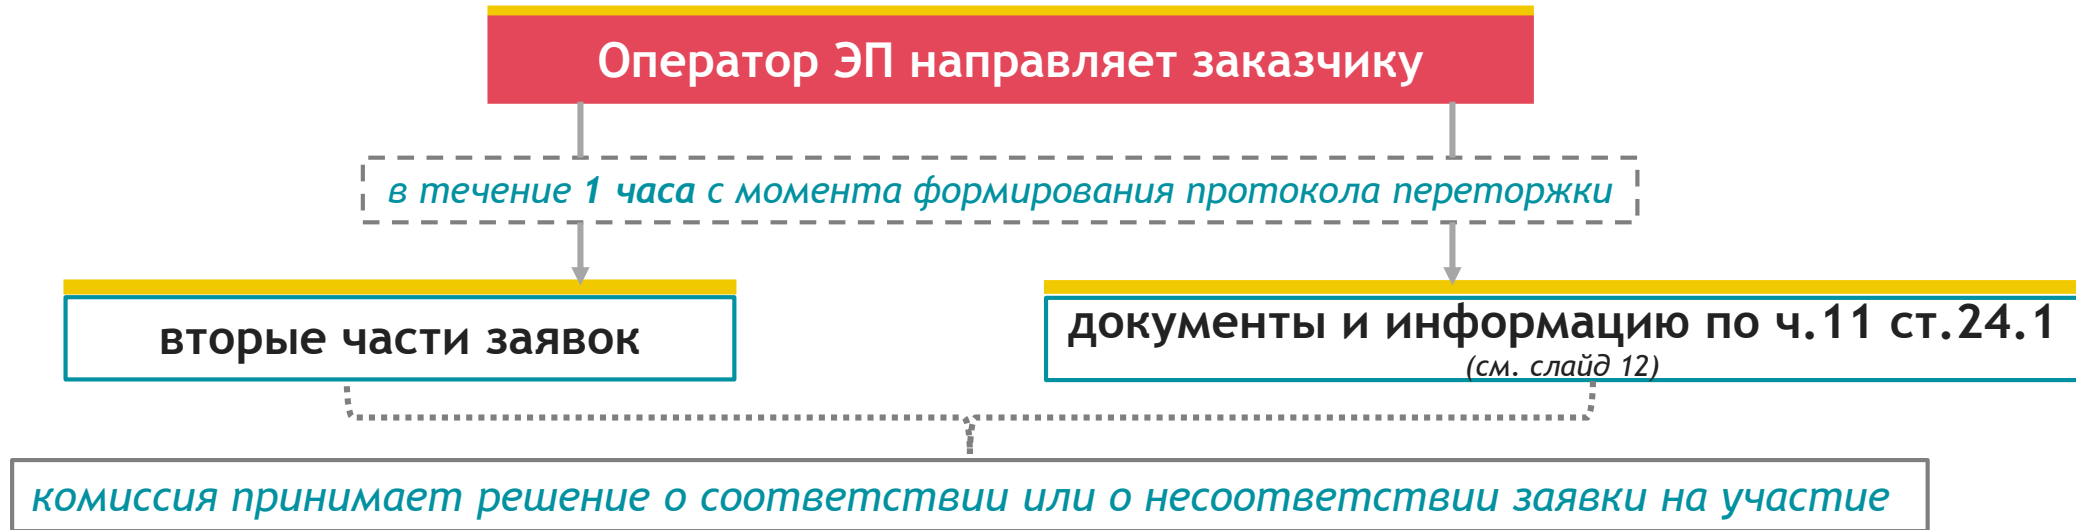 Оператор ЭП направляет заказчику
в течение 1 часа с момента формирования протокола переторжки
вторые части заявок
документы и информацию по ч.11 ст.24.1
(см. слайд 12)
комиссия принимает решение о соответствии или о несоответствии заявки на участие